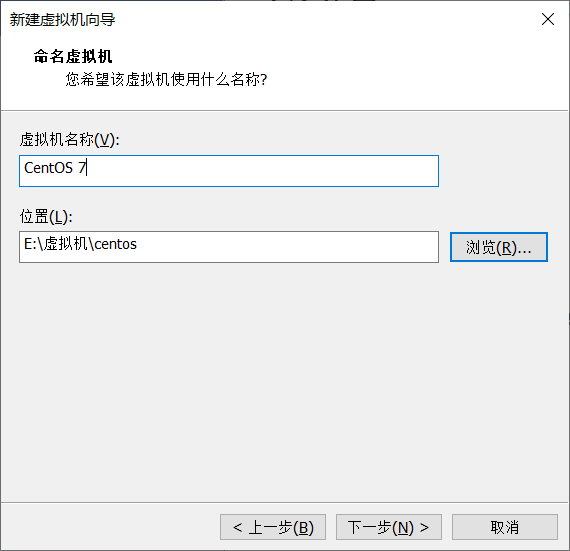 新建虚拟机向导
命名虚拟机
您希望该虚拟机使用什么名称?
虚拟机名称(V):
CentOS 7
位置(L):
E:\虚拟机\centos
浏览(R)...
< 上一步(B)
下一步(N) >
取消